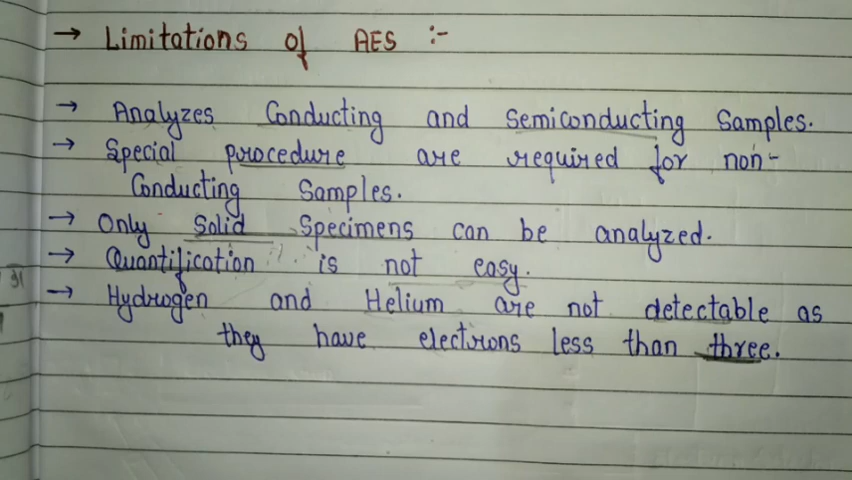 → Limitations of AES :-
→ Analyzes Conducting and Semiconducting Samples.
→ Special procedure are required for non-
Conducting Samples.
→ Only Solid Specimens can be analyzed.
→ Quantification is not easy.
→ Hydrogen and Helium are not detectable as
they have electrons less than three.